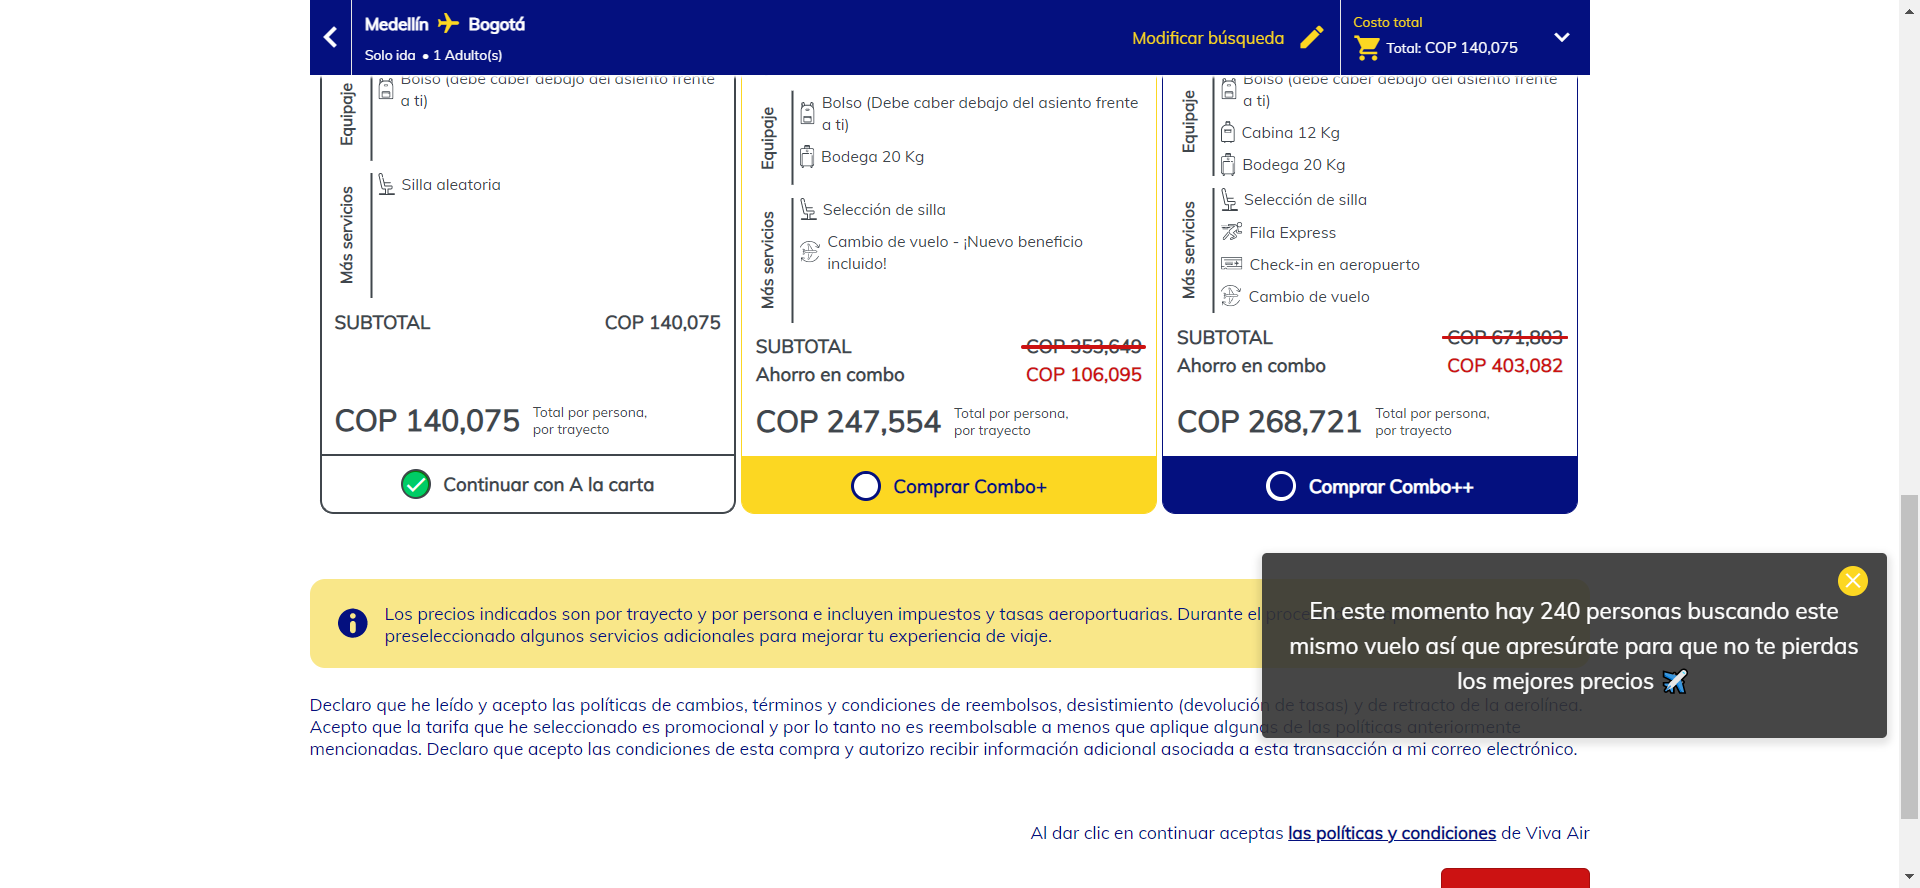 Medellín Bogotá
Solo ida • 1 Adulto(s)
Modificar búsqueda
Costo total
Total: COP 140,075
Equipaje
Bolso (debe caber debajo del asiento frente
a ti)
Más servicios
Silla aleatoria
SUBTOTAL COP 140,075
COP 140,075 Total por persona,
por trayecto
Continuar con A la carta
Equipaje
Bolso (Debe caber debajo del asiento frente
a ti)
Bodega 20 Kg
Más servicios
Selección de silla
Cambio de vuelo - ¡Nuevo beneficio
incluido!
SUBTOTAL COP 353,649
Ahorro en combo COP 106,095
COP 247,554 Total por persona,
por trayecto
Comprar Combo+
Equipaje
Bolso (debe caber debajo del asiento frente
a ti)
Cabina 12 Kg
Bodega 20 Kg
Más servicios
Selección de silla
Fila Express
Check-in en aeropuerto
Cambio de vuelo
SUBTOTAL COP 671,803
Ahorro en combo COP 403,082
COP 268,721 Total por persona,
por trayecto
Comprar Combo++
Los precios indicados son por trayecto y por persona e incluyen impuestos y tasas aeroportuarias. Durante el
preseleccionado algunos servicios adicionales para mejorar tu experiencia de viaje.
En este momento hay 240 personas buscando este
mismo vuelo así que apresúrate para que no te pierdas
los mejores precios
Declaro que he leído y acepto las políticas de cambios, términos y condiciones de reembolsos, desistimiento (devolución de tasas) y de retracto de la aerolínea.
Acepto que la tarifa que he seleccionado es promocional y por lo tanto no es reembolsable a menos que aplique algunas de las políticas anteriormente
mencionadas. Declaro que acepto las condiciones de esta compra y autorizo recibir información adicional asociada a esta transacción a mi correo electrónico.
Al dar clic en continuar aceptas las políticas y condiciones de Viva Air